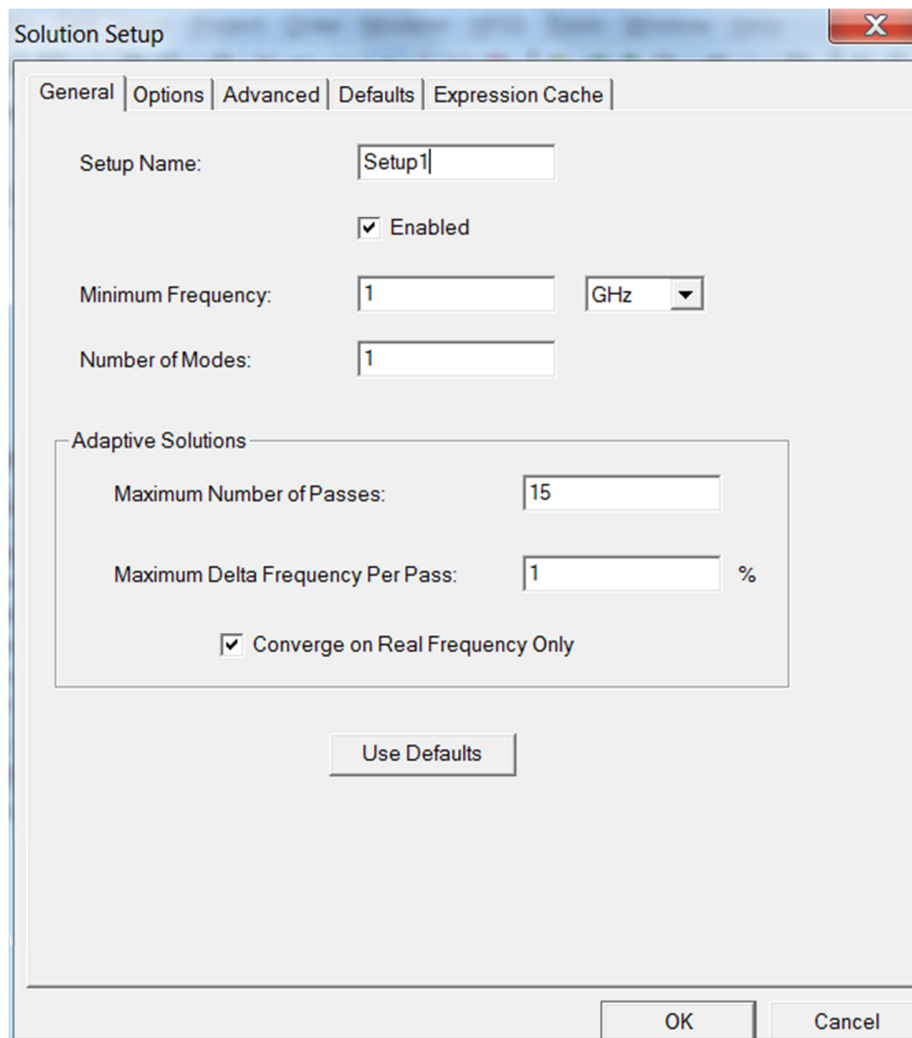 Solution Setup
X
General Options Advanced Defaults Expression Cache
Setup Name: Setup1
Enabled
Minimum Frequency: 1 GHz
Number of Modes: 1
Adaptive Solutions
Maximum Number of Passes: 15
Maximum Delta Frequency Per Pass: 1 %
Converge on Real Frequency Only
Use Defaults
OK Cancel